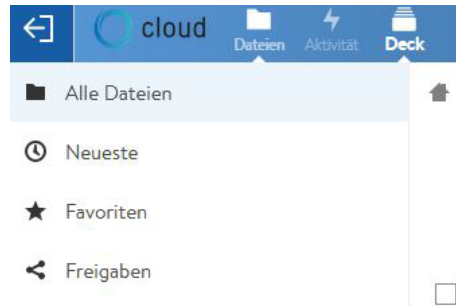 cloud
Dateien Aktivität Deck
Alle Dateien
Neueste
Favoriten
Freigaben